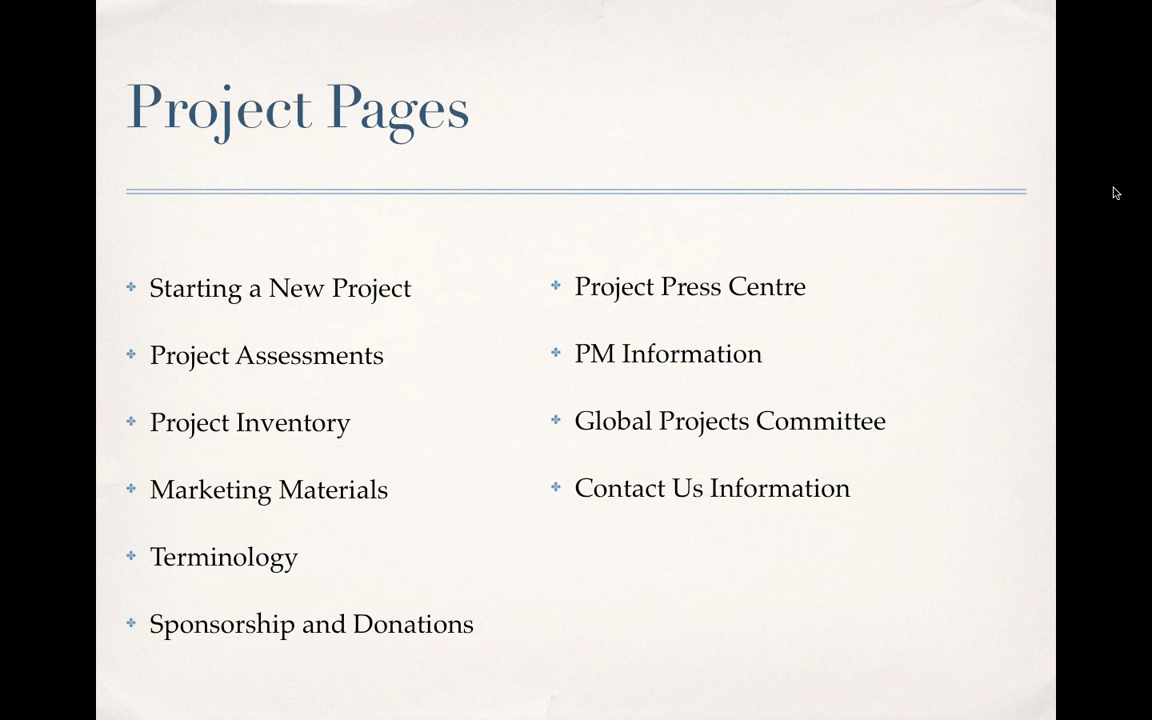 Project Pages
Starting a New Project
Project Assessments
Project Inventory
Marketing Materials
Terminology
Sponsorship and Donations
Project Press Centre
PM Information
Global Projects Committee
Contact Us Information